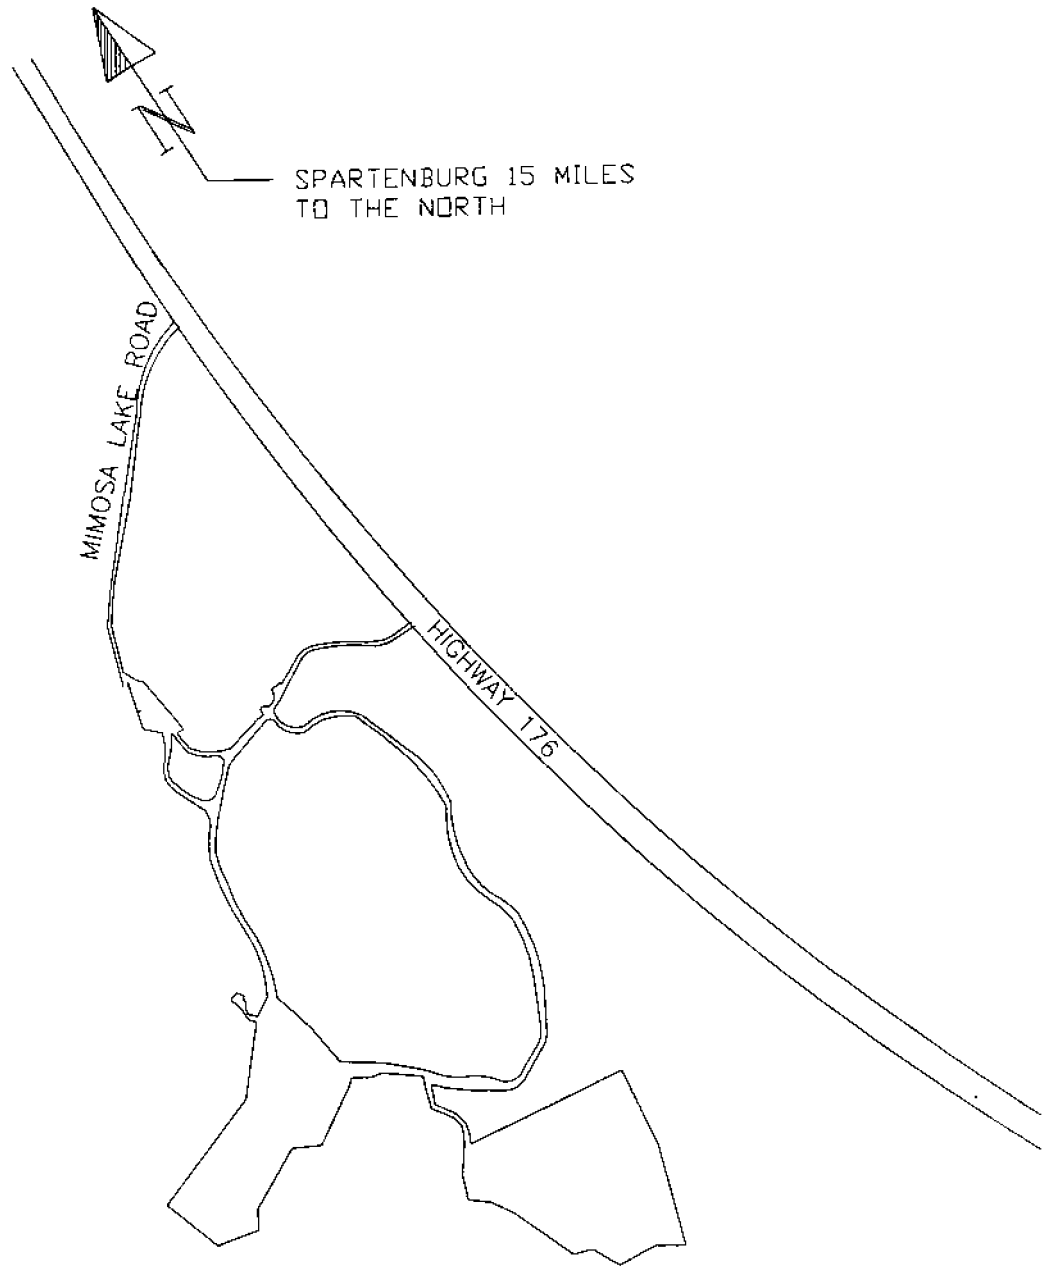 N
SPARTENBURG 15 MILES
TO THE NORTH
MIMOSA LAKE ROAD
HIGHWAY 176